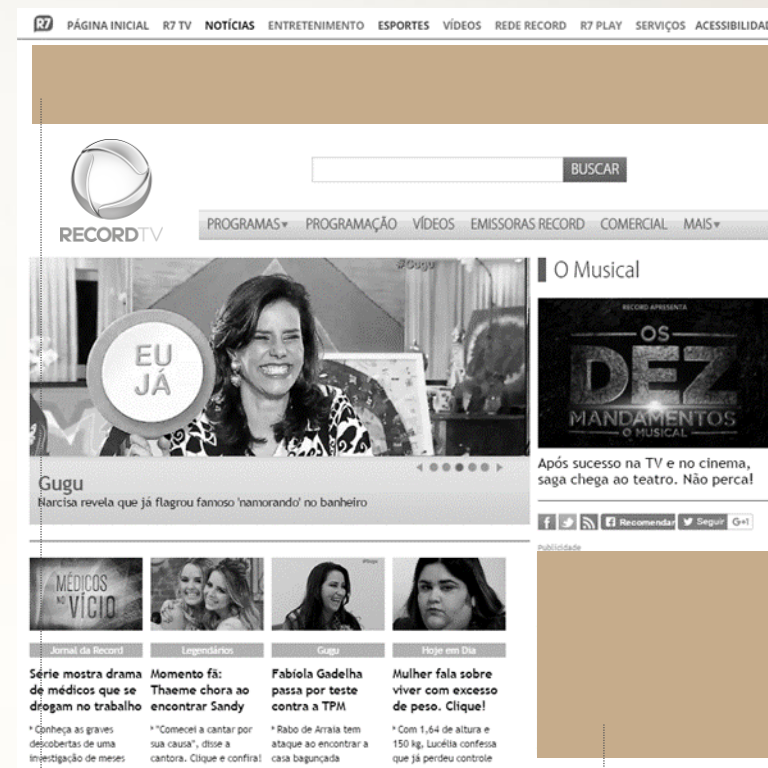 R7 PÁGINA INICIAL R7 TV NOTÍCIAS ENTRETENIMENTO ESPORTES VÍDEOS REDE RECORD R7 PLAY SERVIÇOS ACESSIBILIDAD
BUSCAR
RECORDTV
PROGRAMAS PROGRAMAÇÃO VÍDEOS EMISSORAS RECORD COMERCIAL MAIS
#Gugu
EU
JÁ
Gugu
Narcisa revela que já flagrou famoso 'namorando' no banheiro
O Musical
RECORD APRESENTA
OS
DEZ
MANDAMENTOS
O MUSICAL
Após sucesso na TV e no cinema,
saga chega ao teatro. Não perca!
f Recomendar Seguir G+1
Publicidade
MÉDICOS
NO VÍCIO
Jornal da Record
Série mostra drama
de médicos que se
drogam no trabalho
Conheça as graves
descobertas de uma
investigação de meses
Legendários
Momento fã:
Thaeme chora ao
encontrar Sandy
"Comecei a cantar por
sua causa", disse a
cantora. Clique e confira!
Gugu
Fabíola Gadelha
passa por teste
contra a TPM
Rabo de Arraia tem
ataque ao encontrar a
casa bagunçada
Hoje em Dia
Mulher fala sobre
viver com excesso
de peso. Clique!
Com 1,64 de altura e
150 kg, Lucélia confessa
que já perdeu controle